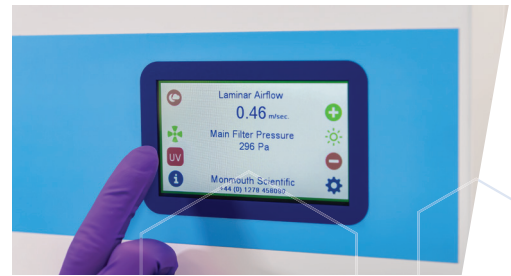 Laminar Airflow
0.46 m/sec.
Main Filter Pressure
296 Pa
UV
i
Monmouth Scientific
+44 (0) 1278 458090